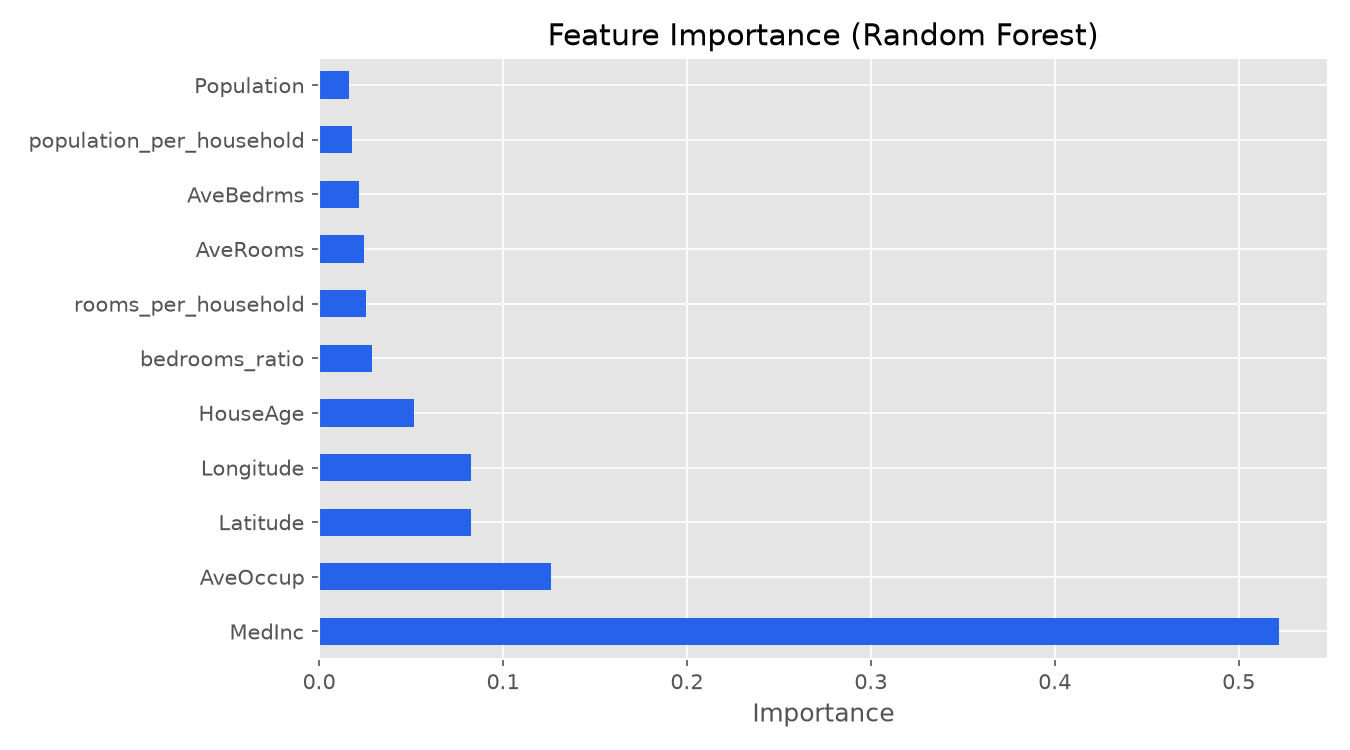 Feature Importance (Random Forest)
Population
population_per_household
AveBedrms
AveRooms
rooms_per_household
bedrooms_ratio
HouseAge
Longitude
Latitude
AveOccup
MedInc
0.0 0.1 0.2 0.3 0.4 0.5
Importance